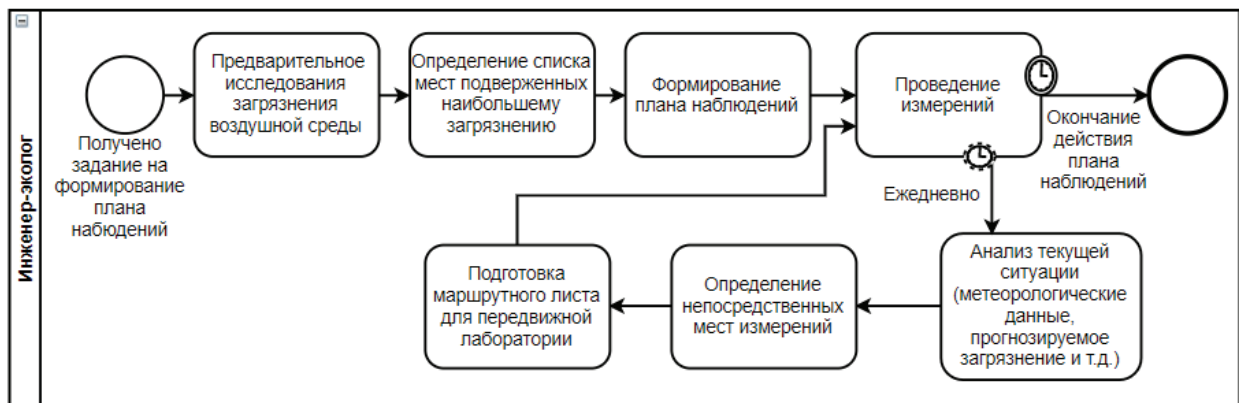 Инженер-эколог
Получено
задание на
формирование
плана
набюдений
Предварительное
исследования
загрязнения
воздушной среды
Определение списка
мест подверженных
наибольшему
загрязнению
Формирование
плана наблюдений
Проведение
измерений
Окончание
действия
плана
наблюдений
Ежедневно
Анализ текущей
ситуации
(метеорологические
данные,
прогнозируемое
загрязнение и т.д.)
Определение
непосредственных
мест измерений
Подготовка
маршрутного листа
для передвижной
лаборатории